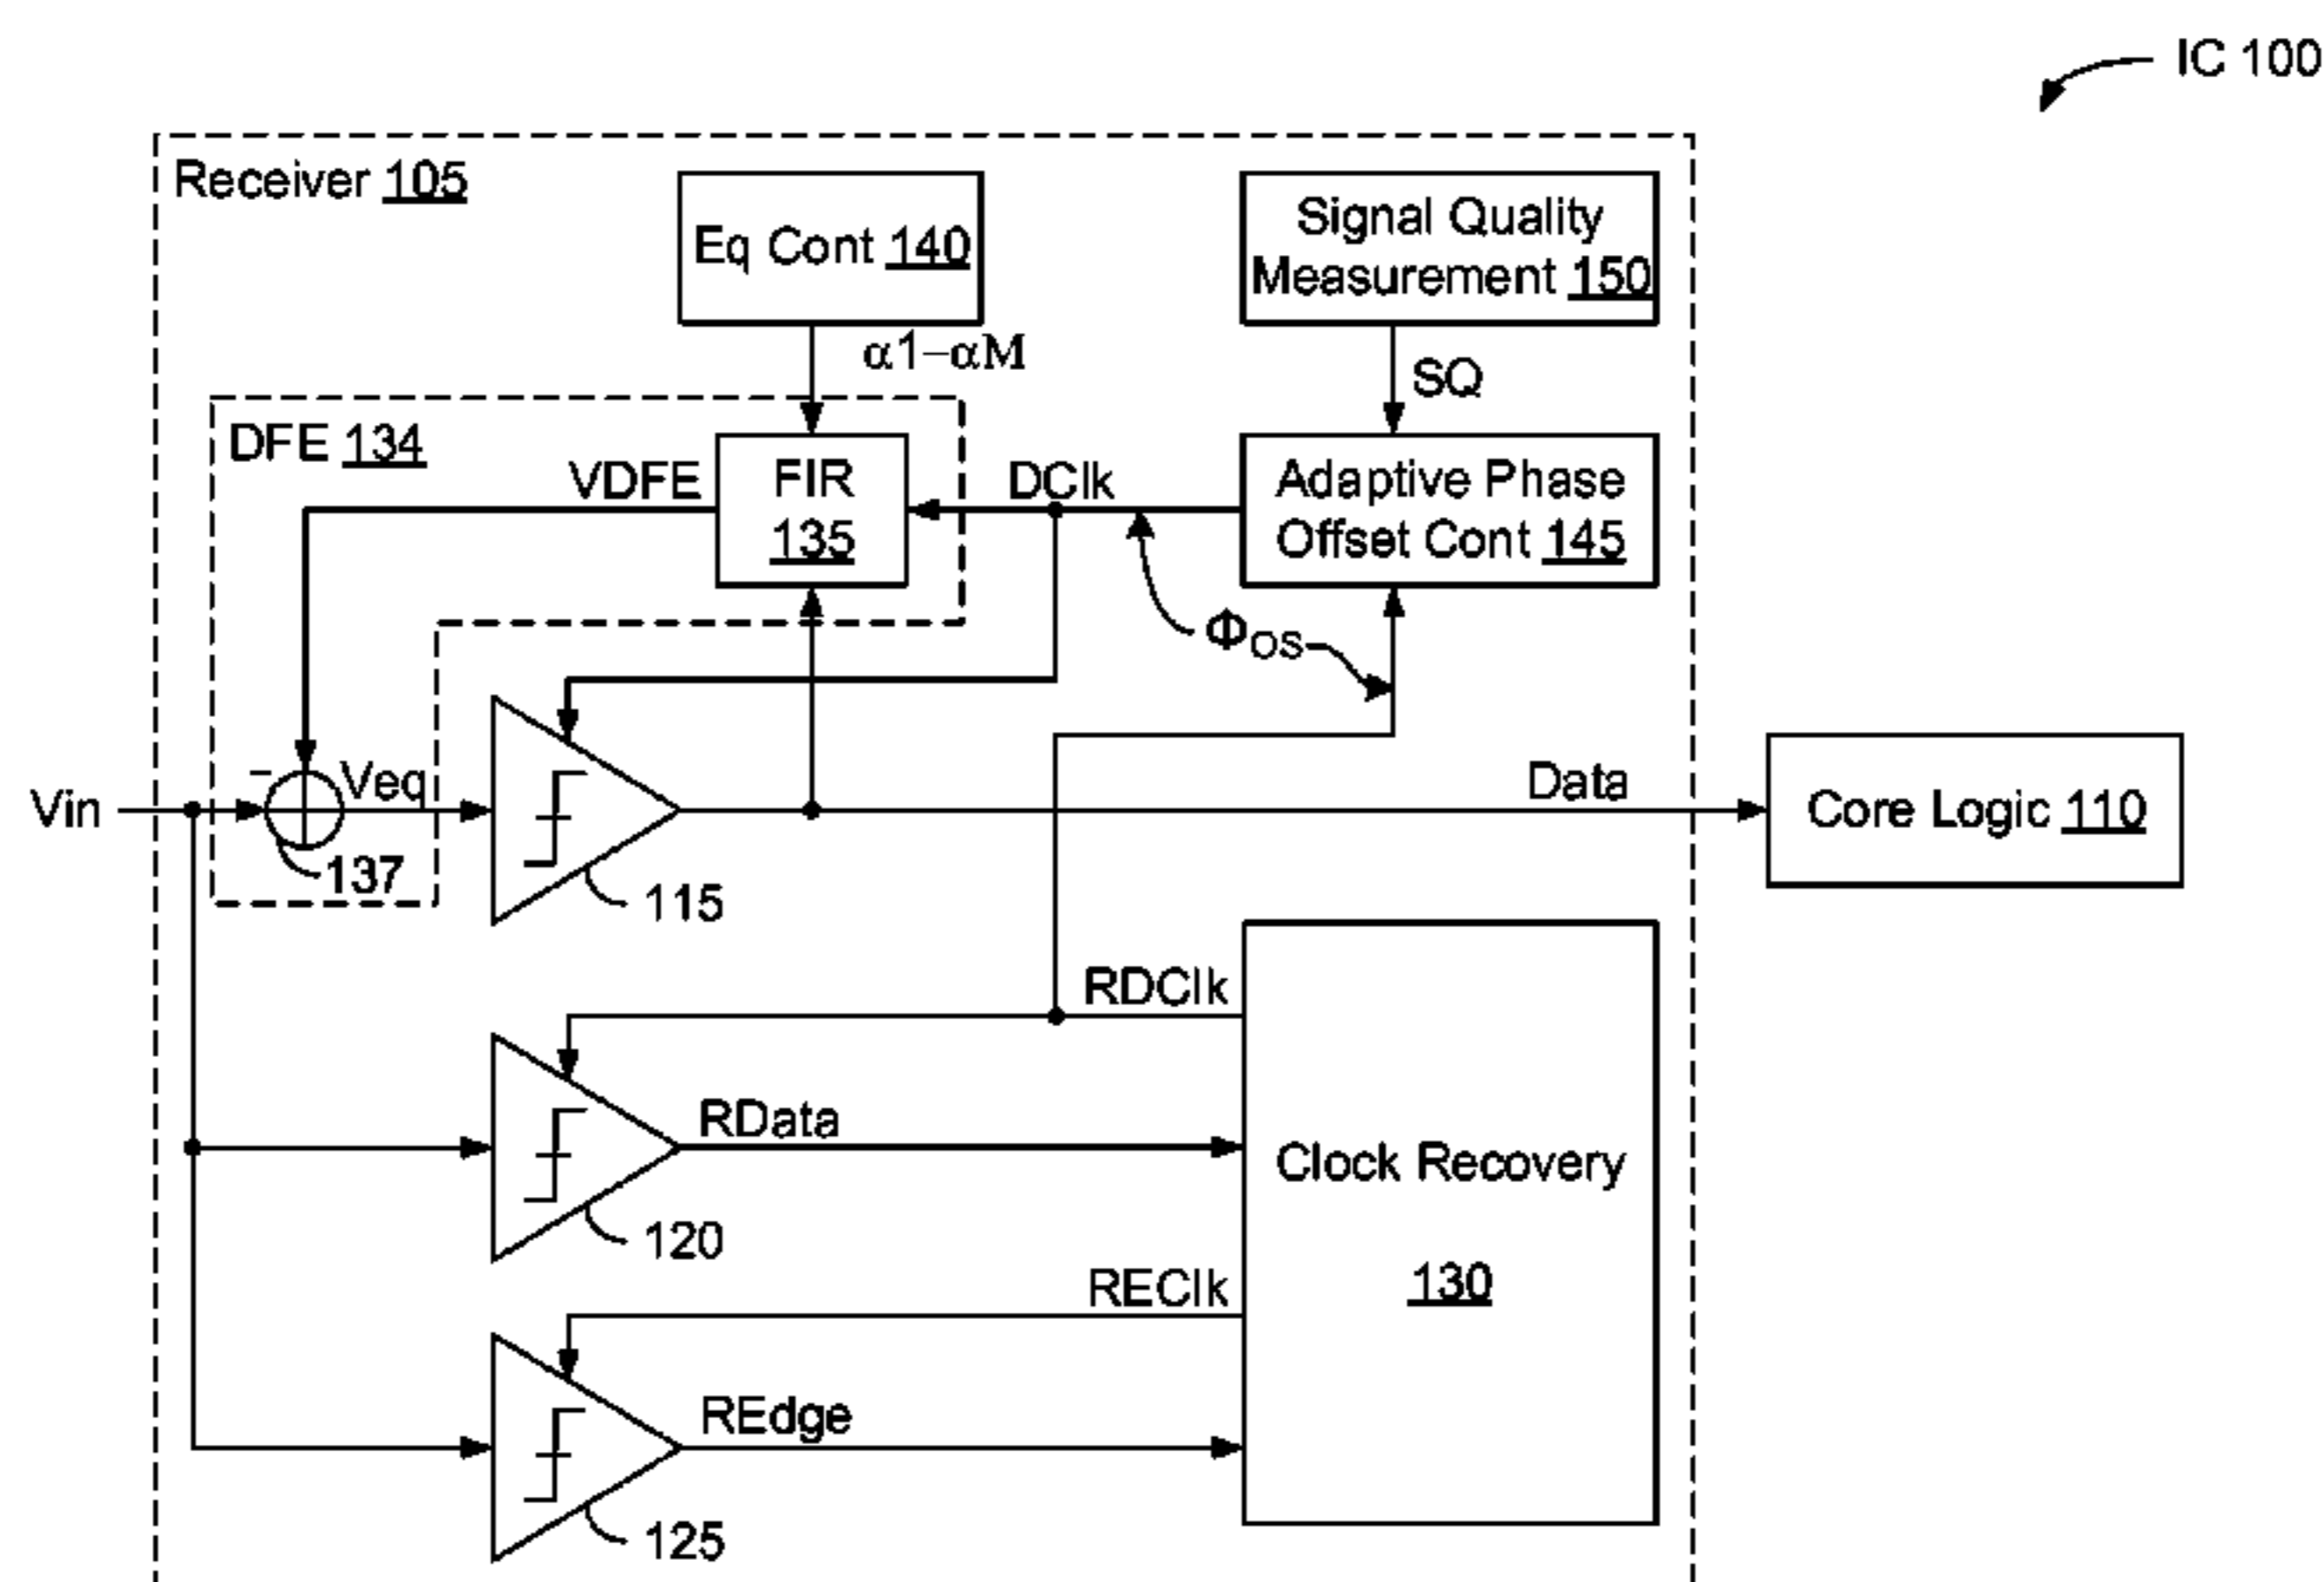 IC 100
Receiver 105
Eq Cont 140
Signal Quality
Measurement 150
α1–αM
SQ
DFE 134
VDFE
FIR
135
DClk
Adaptive Phase
Offset Cont 145
ΦOS
Vin
–
Veq
137
115
Data
Core Logic 110
RDClk
RData
120
Clock Recovery
130
REClk
REdge
125